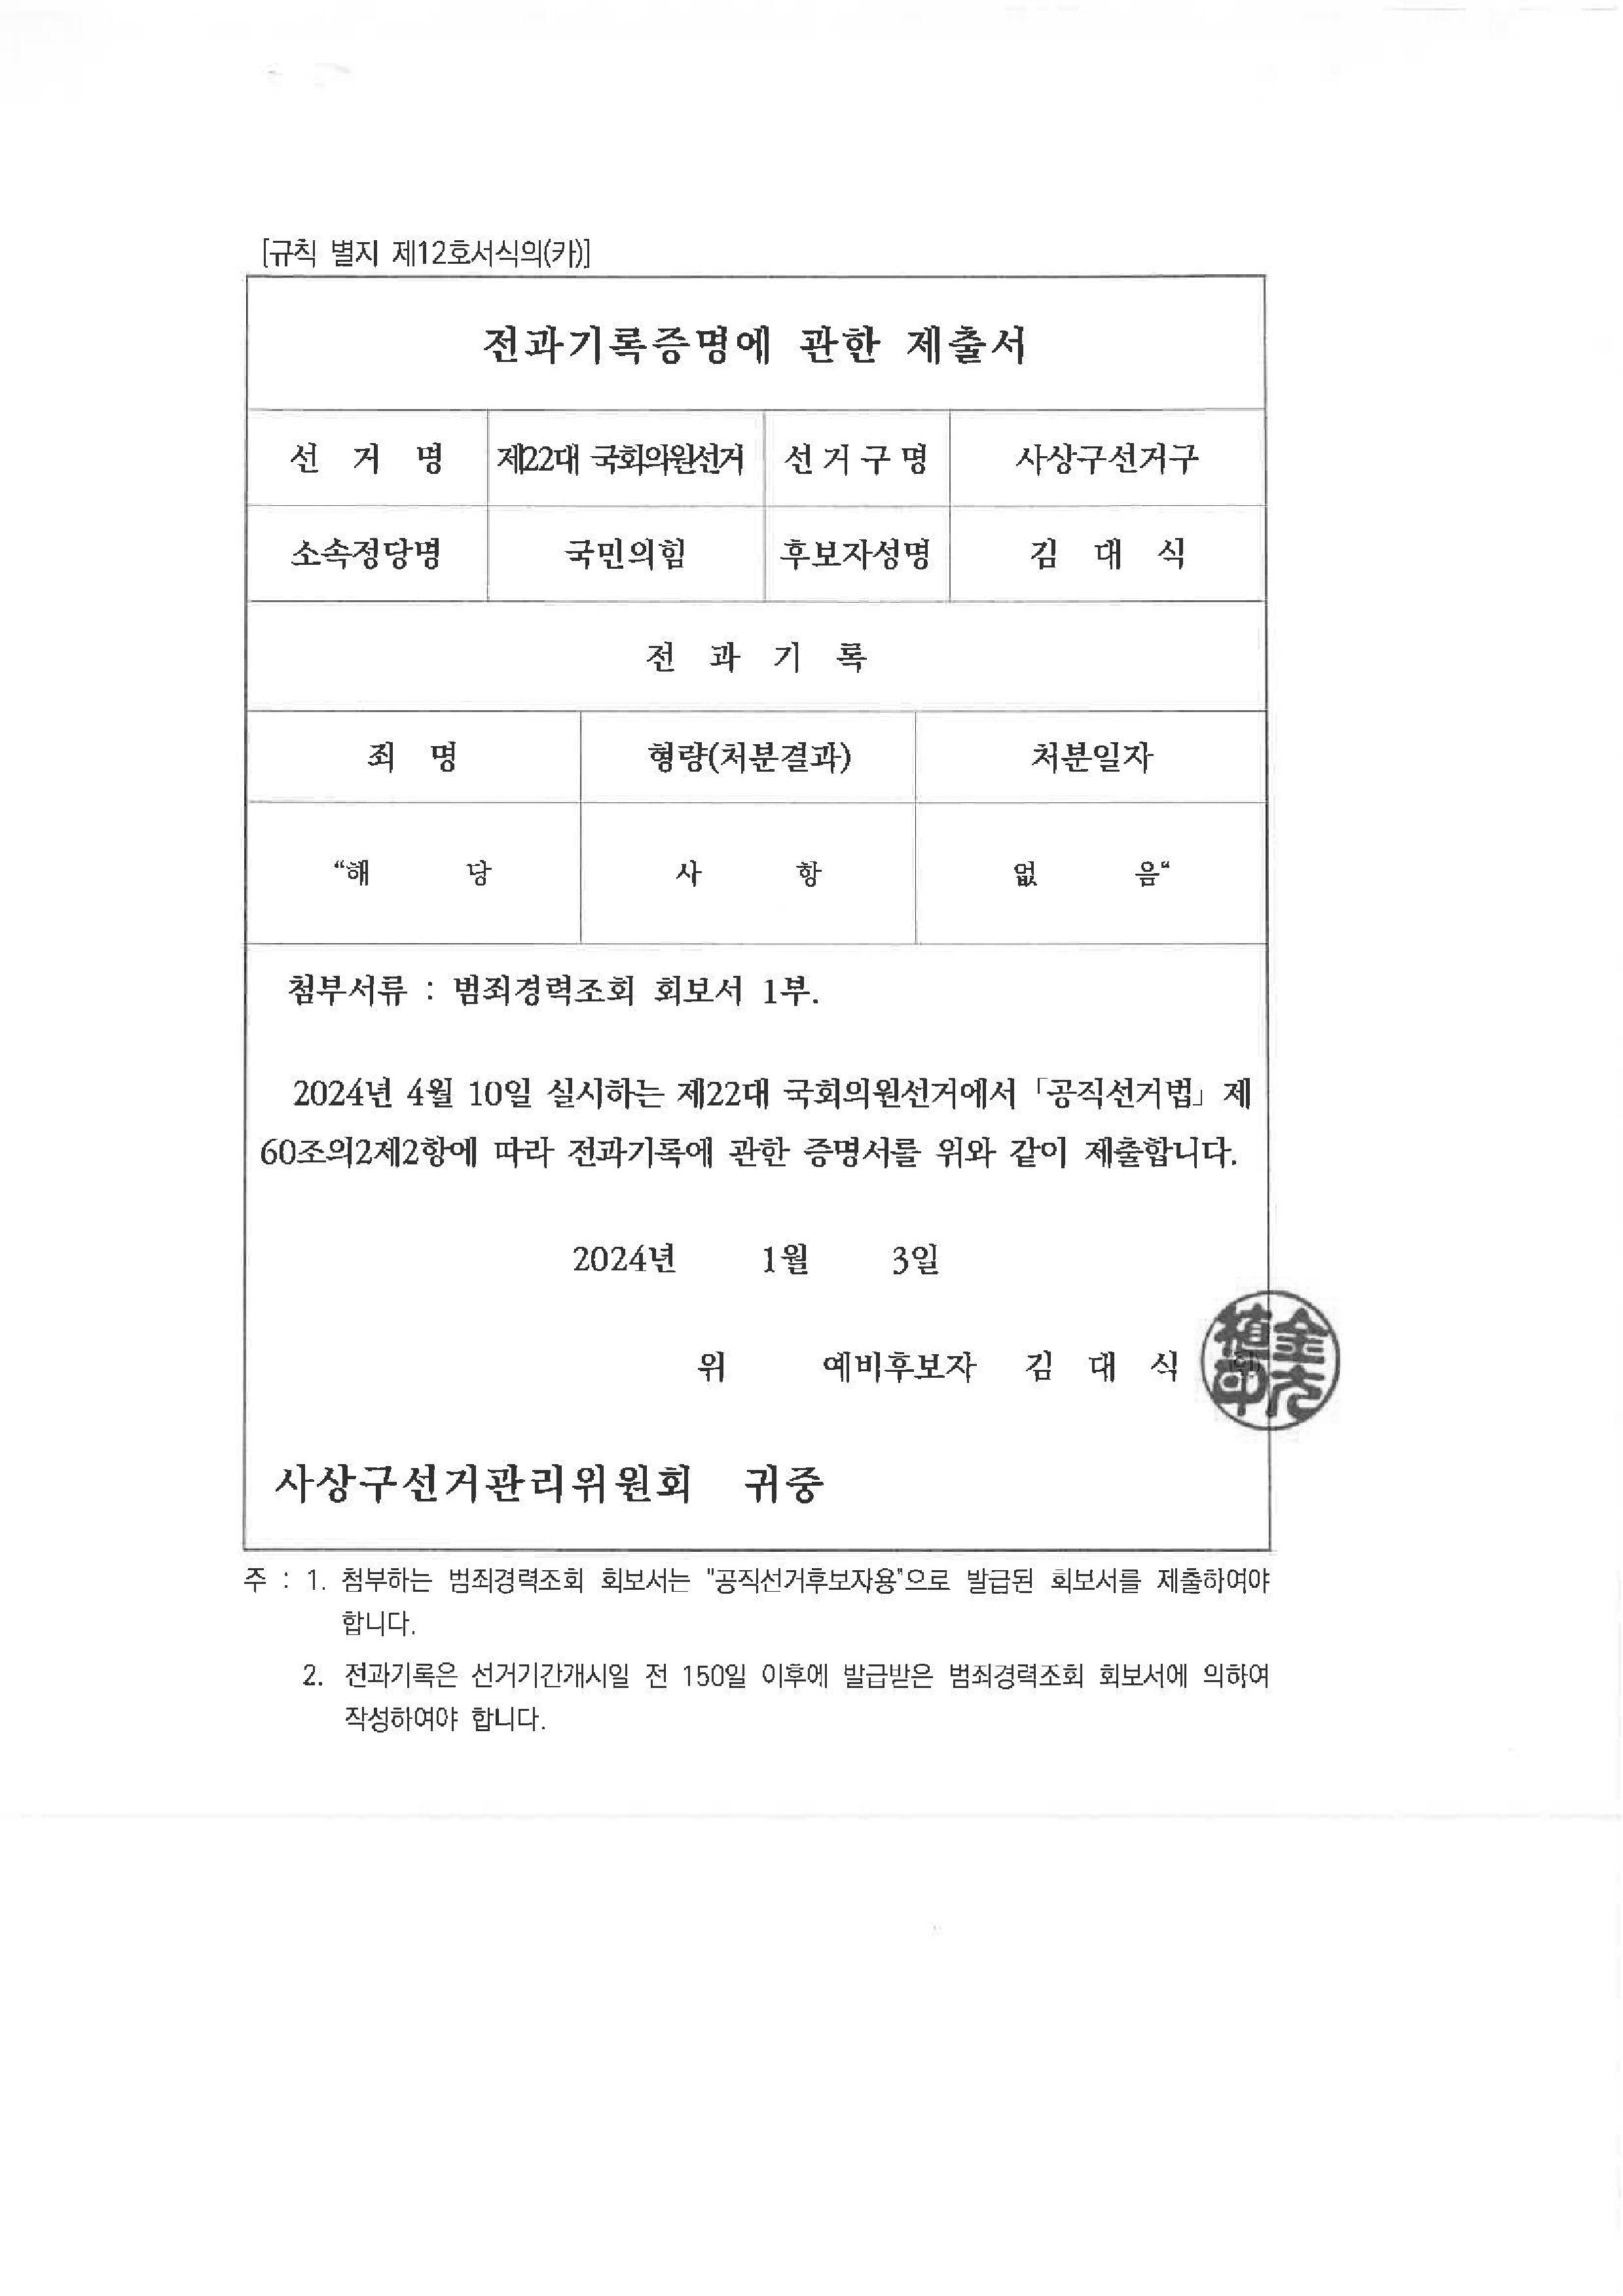 [규칙 별지 제12호서식의(카)]
전과기록증명에 관한 제출서
선 거 명 제22대 국회의원선거 선거구명 사상구선거구
소속정당명 국민의힘 후보자성명 김 대 식
전 과 기 록
죄 명 형량(처분결과) 처분일자
“해 당 사 항 없 음“
첨부서류 : 범죄경력조회 회보서 1부.
2024년 4월 10일 실시하는 제22대 국회의원선거에서「공직선거법」제
60조의2제2항에 따라 전과기록에 관한 증명서를 위와 같이 제출합니다.
2024년 1월 3일
위 예비후보자 김 대 식
사상구선거관리위원회 귀중
주 : 1. 첨부하는 범죄경력조회 회보서는 "공직선거후보자용"으로 발급된 회보서를 제출하여야
합니다.
2. 전과기록은 선거기간개시일 전 150일 이후에 발급받은 범죄경력조회 회보서에 의하여
작성하여야 합니다.